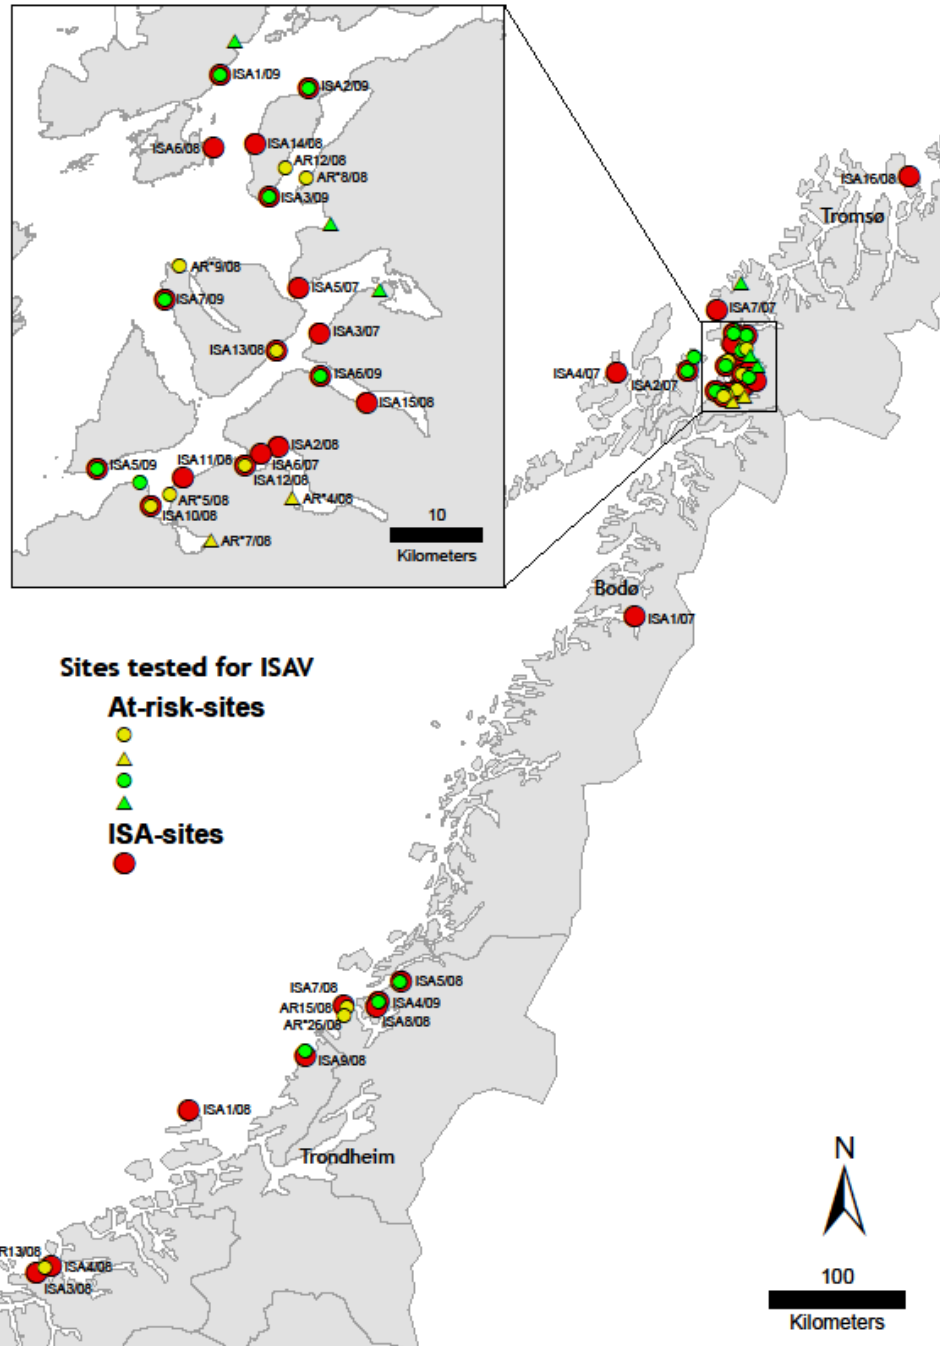 ISA1/09
ISA2/09
ISA6/08
ISA14/08
AR12/08
AR*8/08
ISA3/09
AR*9/08
ISA5/07
ISA7/09
ISA3/07
ISA13/08
ISA6/09
ISA15/08
ISA2/08
ISA11/08
ISA6/07
ISA5/09
ISA12/08
AR*5/08
AR*4/08
ISA10/08
AR*7/08
10
Kilometers
ISA16/08
Tromsø
ISA7/07
ISA4/07
ISA2/07
Bodø
ISA1/07
Sites tested for ISAV
At-risk-sites
ISA-sites
ISA5/08
ISA7/08
ISA4/09
AR15/08
ISA8/08
AR*26/08
ISA9/08
ISA1/08
Trondheim
N
R13/08
ISA4/08
ISA3/08
100
Kilometers